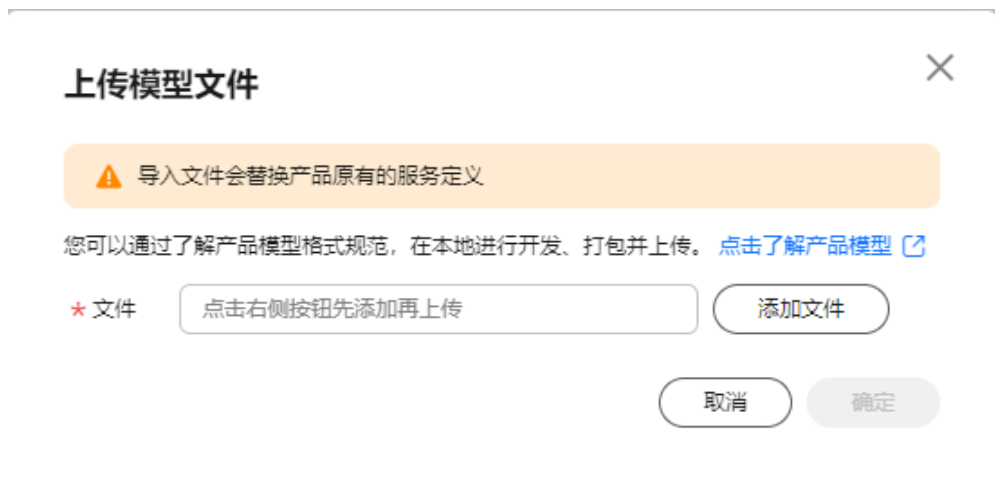 上传模型文件
导入文件会替换产品原有的服务定义
您可以通过了解产品模型格式规范，在本地进行开发、打包并上传。 点击了解产品模型
* 文件 点击右侧按钮先添加再上传 添加文件
取消 确定